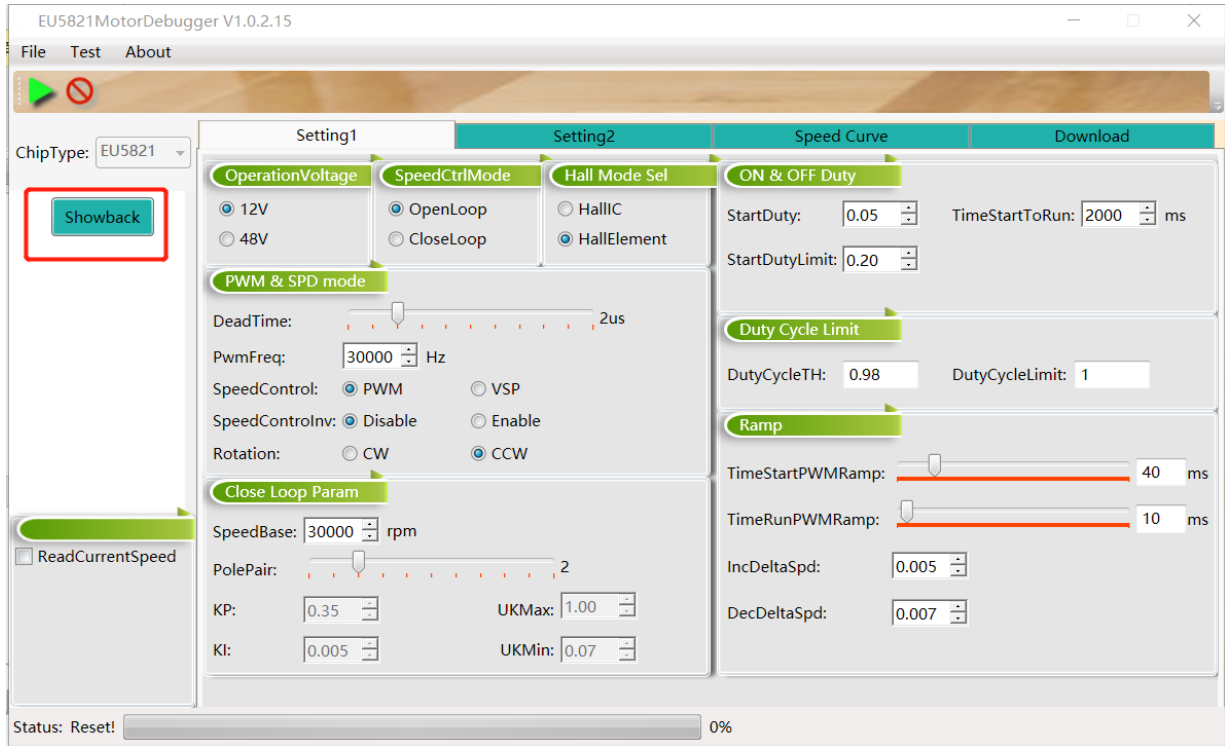 EU5821MotorDebugger V1.0.2.15
File Test About
ChipType: EU5821
Showback
ReadCurrentSpeed
Setting1 Setting2 Speed Curve Download
OperationVoltage
12V
48V
SpeedCtrlMode
OpenLoop
CloseLoop
Hall Mode Sel
HallIC
HallElement
PWM & SPD mode
DeadTime: 2us
PwmFreq: 30000 Hz
SpeedControl: PWM VSP
SpeedControInv: Disable Enable
Rotation: CW CCW
Close Loop Param
SpeedBase: 30000 rpm
PolePair: 2
KP: 0.35 UKMax: 1.00
KI: 0.005 UKMin: 0.07
ON & OFF Duty
StartDuty: 0.05 TimeStartToRun: 2000 ms
StartDutyLimit: 0.20
Duty Cycle Limit
DutyCycleTH: 0.98 DutyCycleLimit: 1
Ramp
TimeStartPWMRamp: 40 ms
TimeRunPWMRamp: 10 ms
IncDeltaSpd: 0.005
DecDeltaSpd: 0.007
Status: Reset! 0%